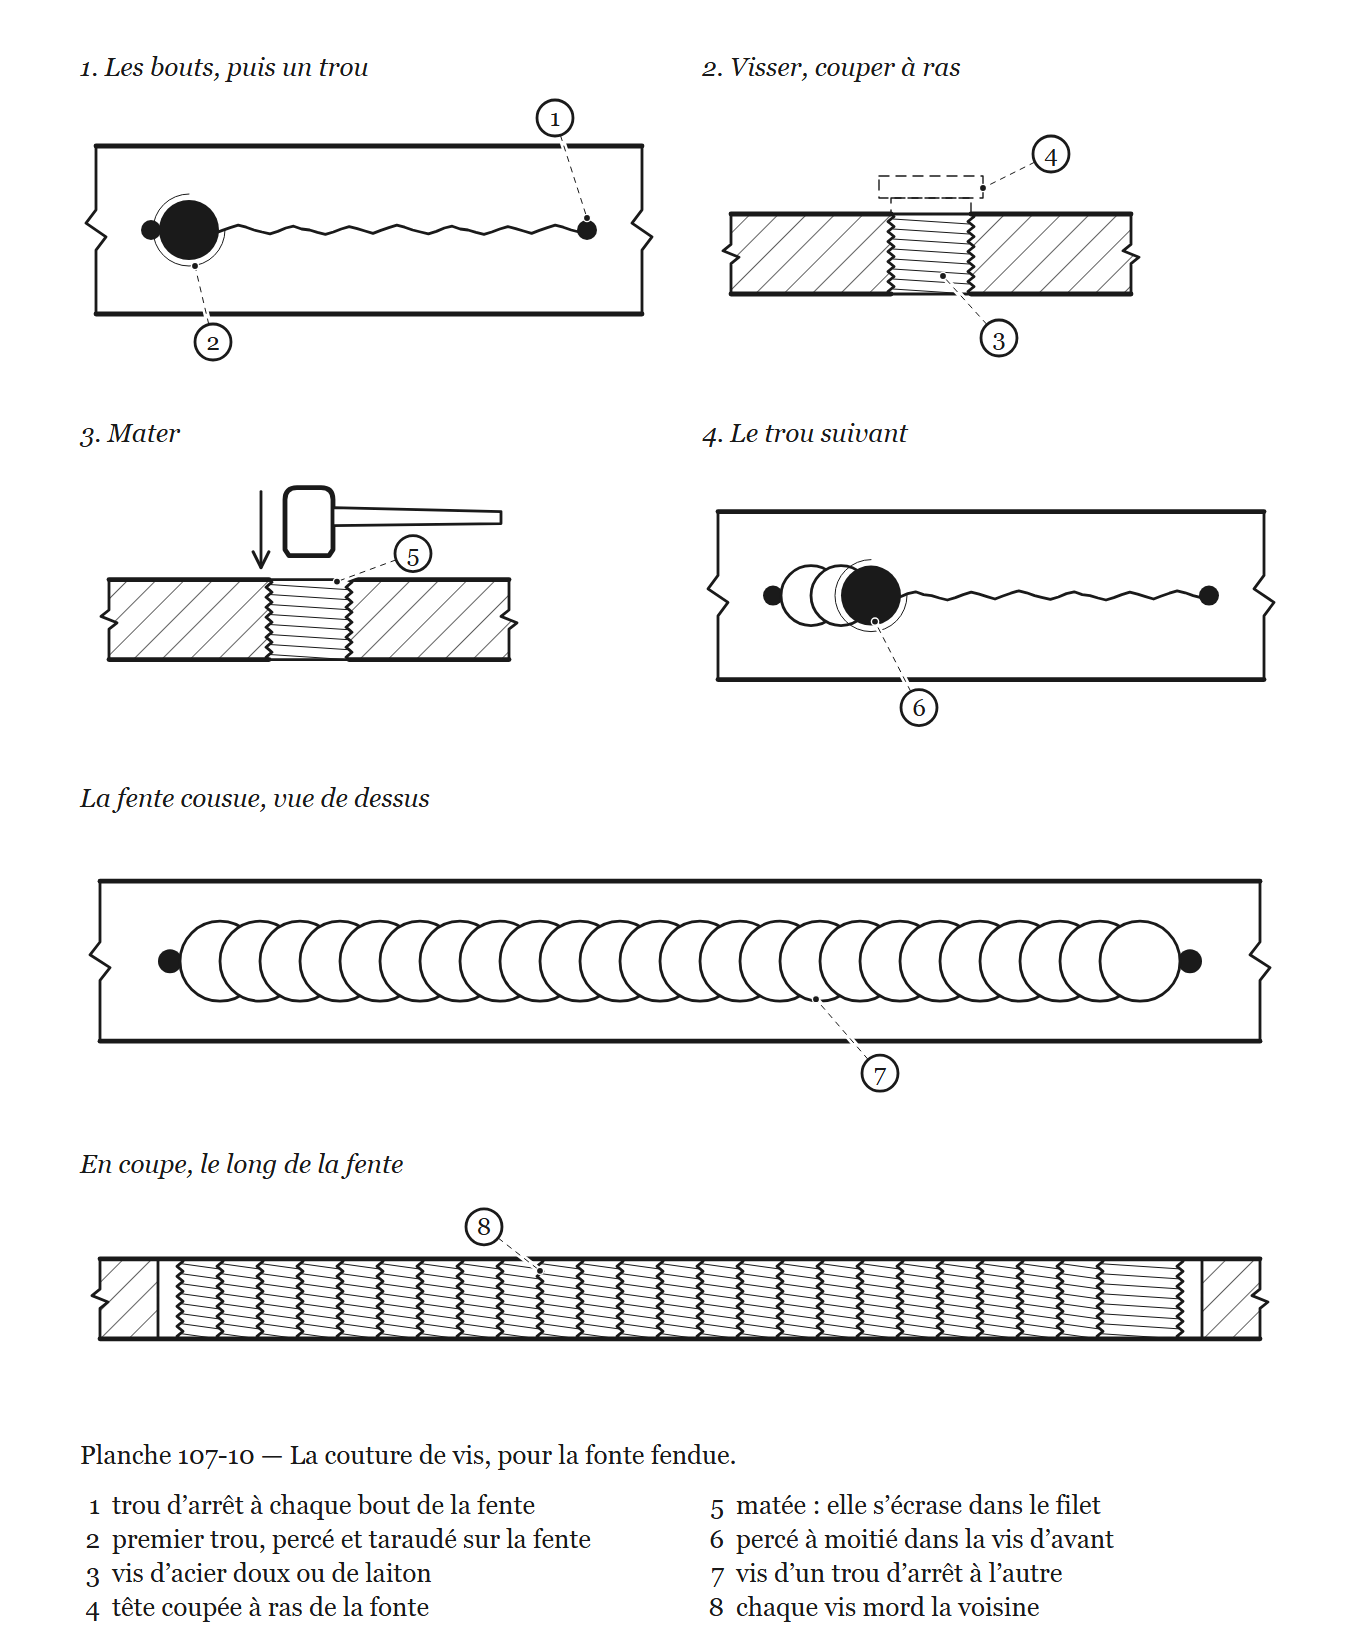 1. Les bouts, puis un trou
2. Visser, couper à ras
1
4
2
3
3. Mater
4. Le trou suivant
5
6
La fente cousue, vue de dessus
7
En coupe, le long de la fente
8
Planche 107-10 — La couture de vis, pour la fonte fendue.
1 trou d’arrêt à chaque bout de la fente
2 premier trou, percé et taraudé sur la fente
3 vis d’acier doux ou de laiton
4 tête coupée à ras de la fonte
5 matée : elle s’écrase dans le filet
6 percé à moitié dans la vis d’avant
7 vis d’un trou d’arrêt à l’autre
8 chaque vis mord la voisine